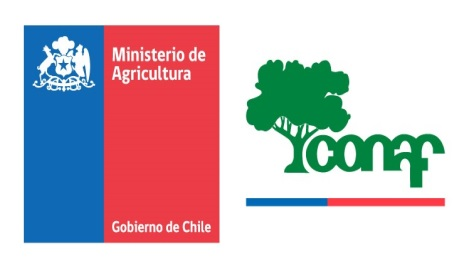 Ministerio de
Agricultura
Gobierno de Chile
conaf